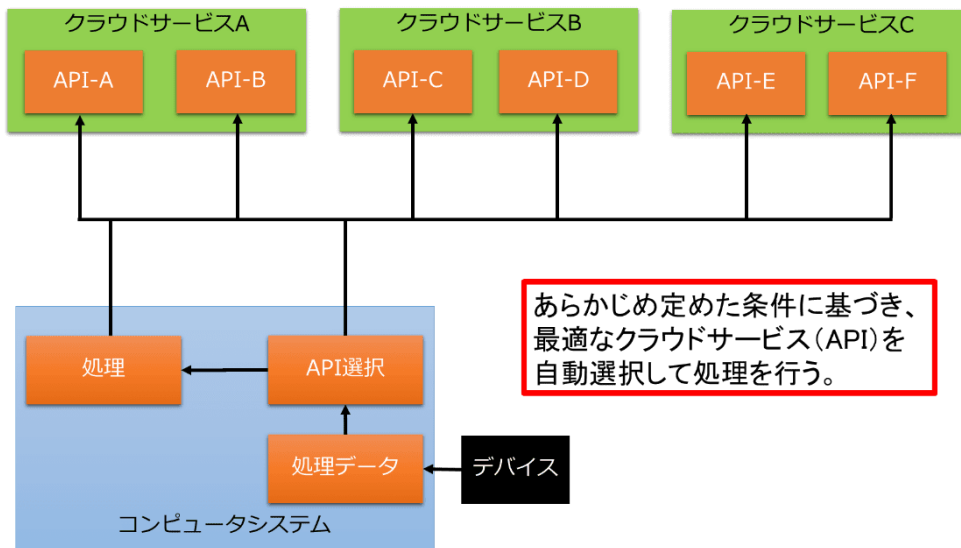 クラウドサービスA
API-A
API-B
クラウドサービスB
API-C
API-D
クラウドサービスC
API-E
API-F
あらかじめ定めた条件に基づき、
最適なクラウドサービス（API）を
自動選択して処理を行う。
処理
API選択
処理データ
デバイス
コンピュータシステム